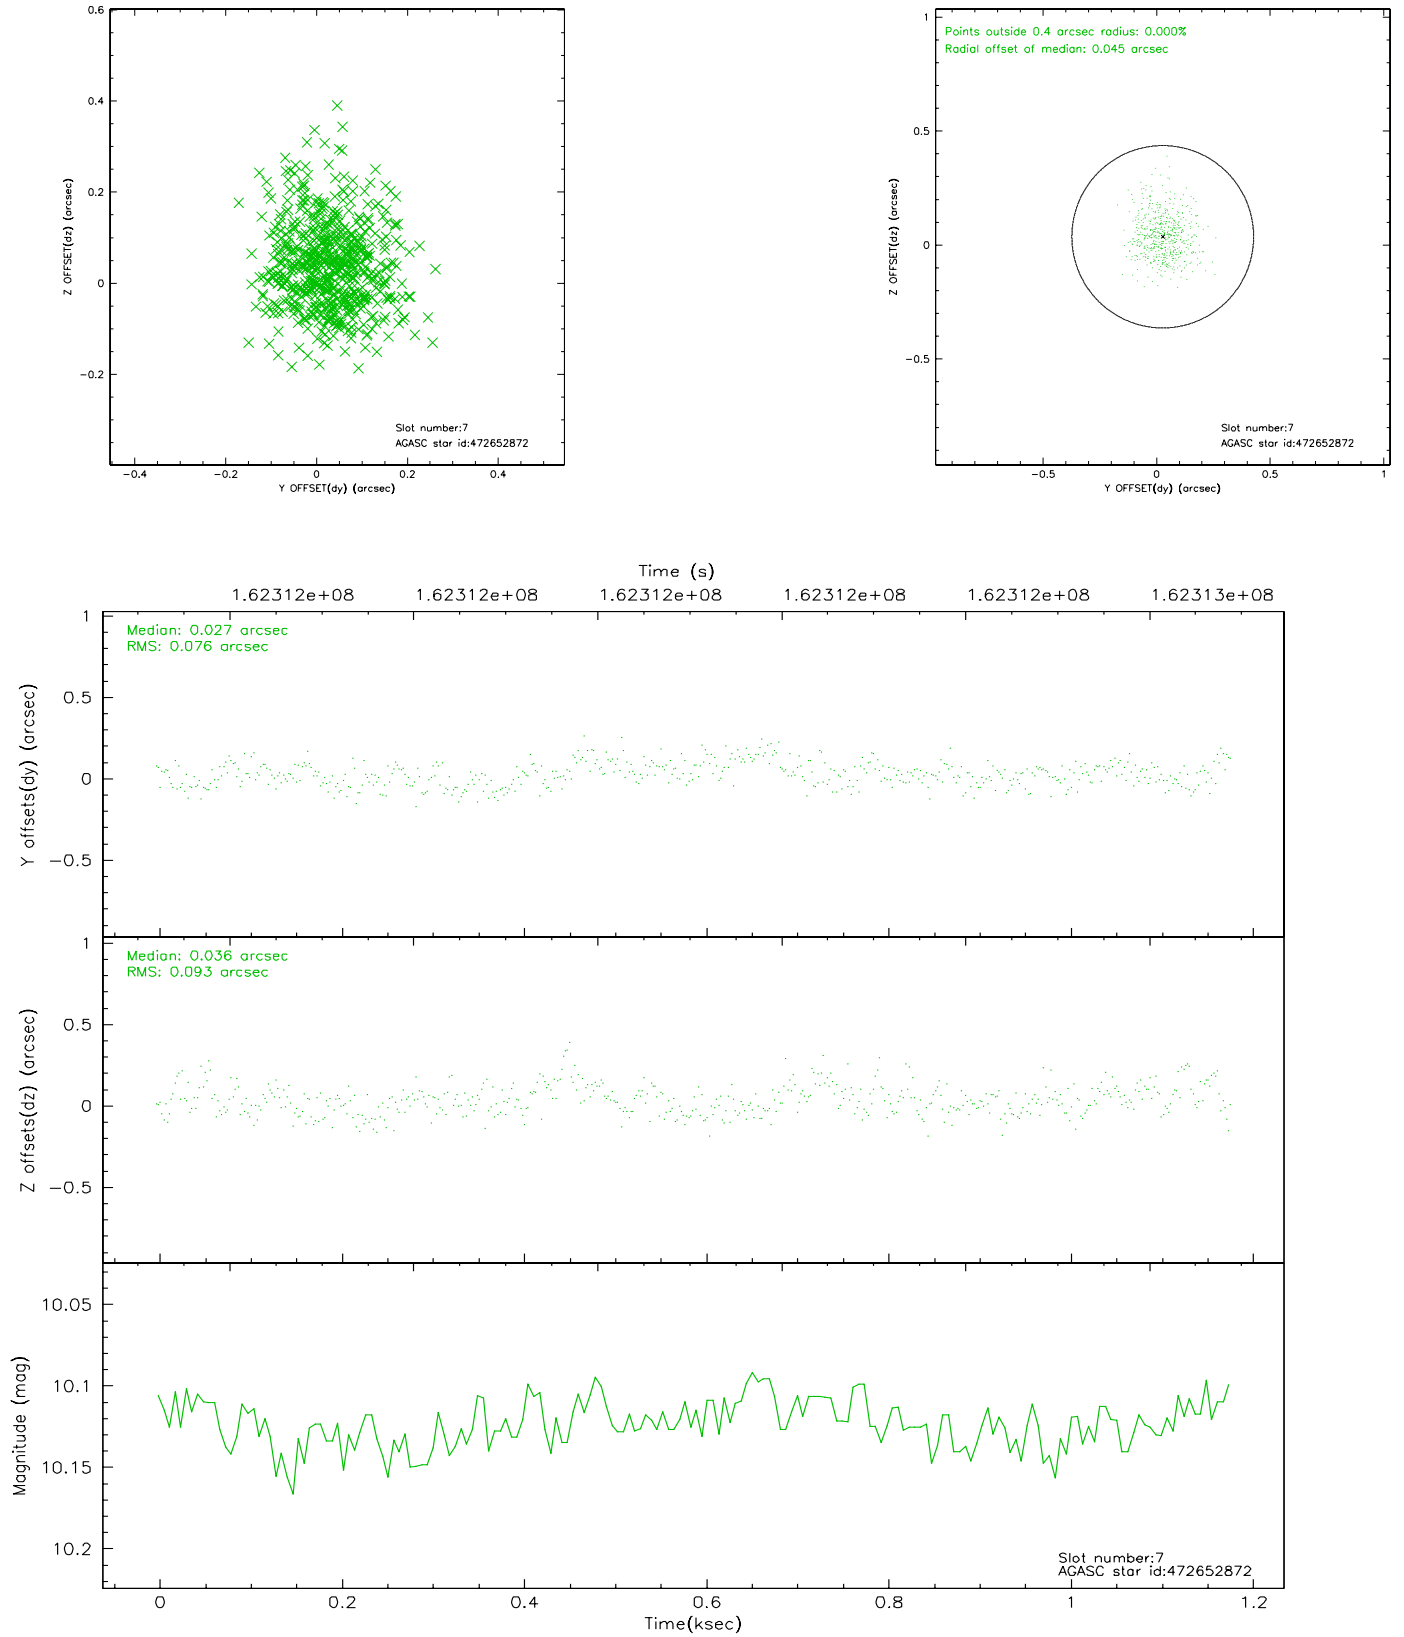 0.6
0.4
0.2
0
−0.2
Z OFFSET(dz) (arcsec)
Slot number:7
AGASC star id:472652872
−0.4 −0.2 0 0.2 0.4
Y OFFSET(dy) (arcsec)
Points outside 0.4 arcsec radius: 0.000%
Radial offset of median: 0.045 arcsec
1
0.5
0
−0.5
Z OFFSET(dz) (arcsec)
Slot number:7
AGASC star id:472652872
−0.5 0 0.5 1
Y OFFSET(dy) (arcsec)
Time (s)
1.62312e+08 1.62312e+08 1.62312e+08 1.62312e+08 1.62312e+08 1.62313e+08
Median: 0.027 arcsec
RMS: 0.076 arcsec
1
0.5
0
−0.5
Y offsets(dy) (arcsec)
Median: 0.036 arcsec
RMS: 0.093 arcsec
1
0.5
0
−0.5
Z offsets(dz) (arcsec)
10.05
10.1
10.15
10.2
Magnitude (mag)
Slot number:7
AGASC star id:472652872
0 0.2 0.4 0.6 0.8 1 1.2
Time(ksec)